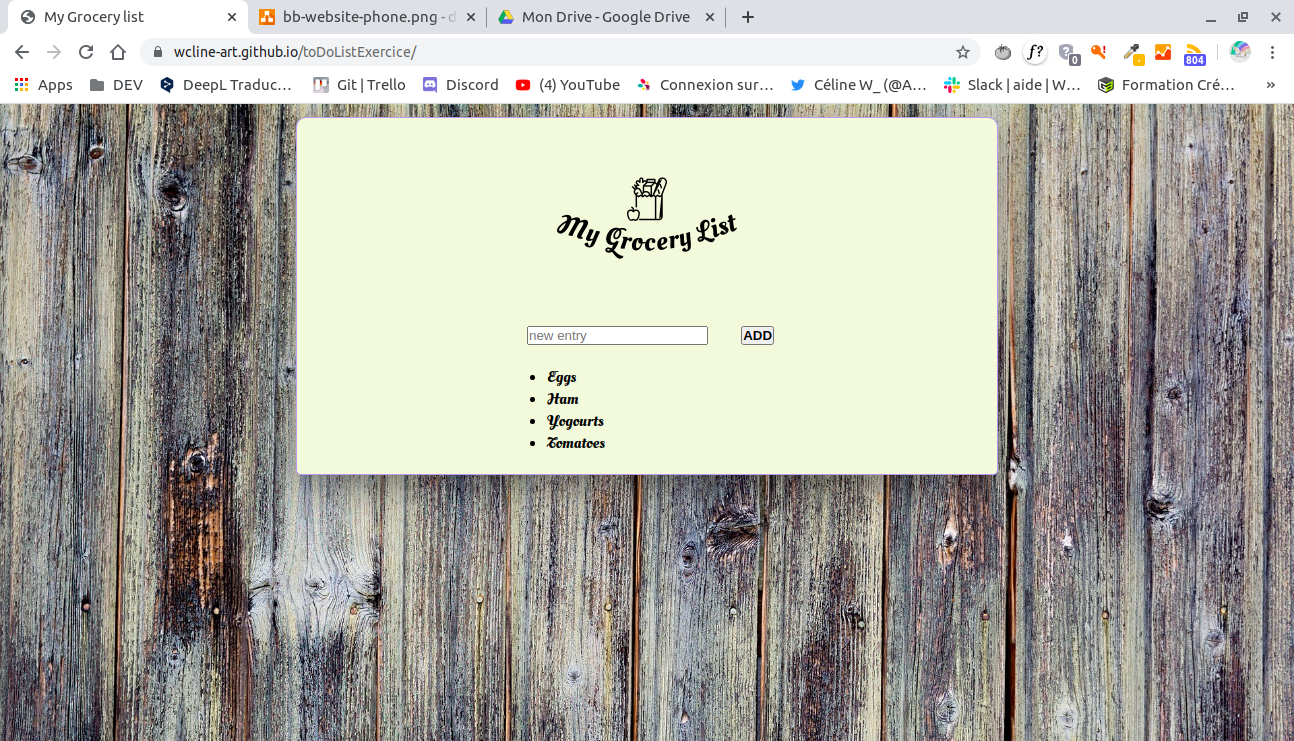 My Grocery list
bb-website-phone.png - d
Mon Drive - Google Drive
wcline-art.github.io/toDoListExercice/
f?
0
804
Apps
DEV
DeepL Traduc…
Git | Trello
Discord
(4) YouTube
Connexion sur…
Céline W_ (@A…
Slack | aide | W…
Formation Cré…
»
My Grocery List
new entry
ADD
Eggs
Ham
Yogourts
Tomatoes